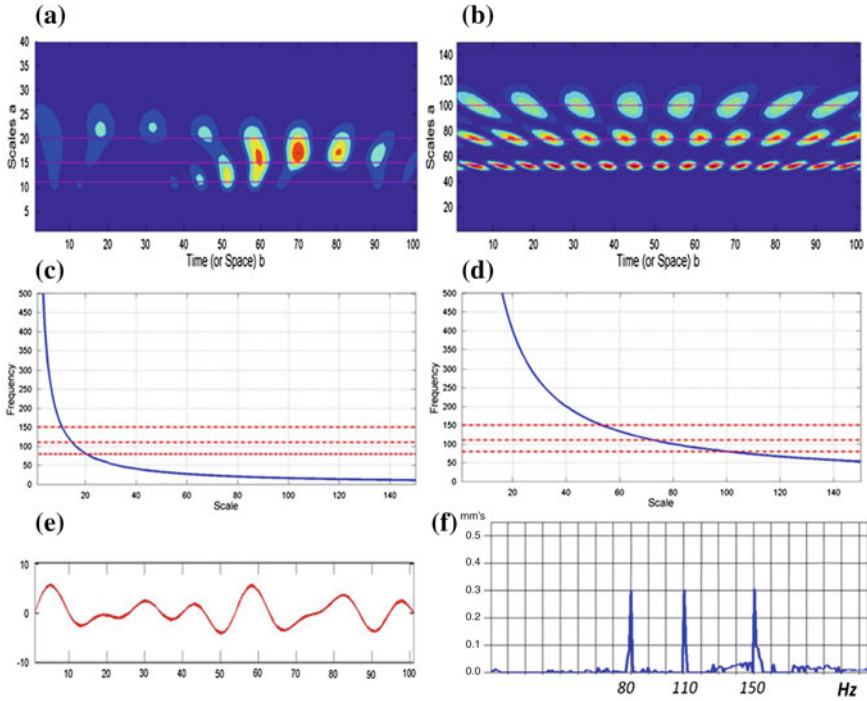 (a)
(b)
Scales a
40
35
30
25
20
15
10
5
10 20 30 40 50 60 70 80 90 100
Time (or Space) b
Scales a
140
120
100
80
60
40
20
10 20 30 40 50 60 70 80 90 100
Time (or Space) b
(c)
(d)
Frequency
500
450
400
350
300
250
200
150
100
50
0
20 40 60 80 100 120 140
Scale
Frequency
500
450
400
350
300
250
200
150
100
50
0
20 40 60 80 100 120 140
Scale
(e)
(f)
10
0
-10
10 20 30 40 50 60 70 80 90 100
mm's
0.5
0.4
0.3
0.2
0.1
0.0
80 110 150 Hz